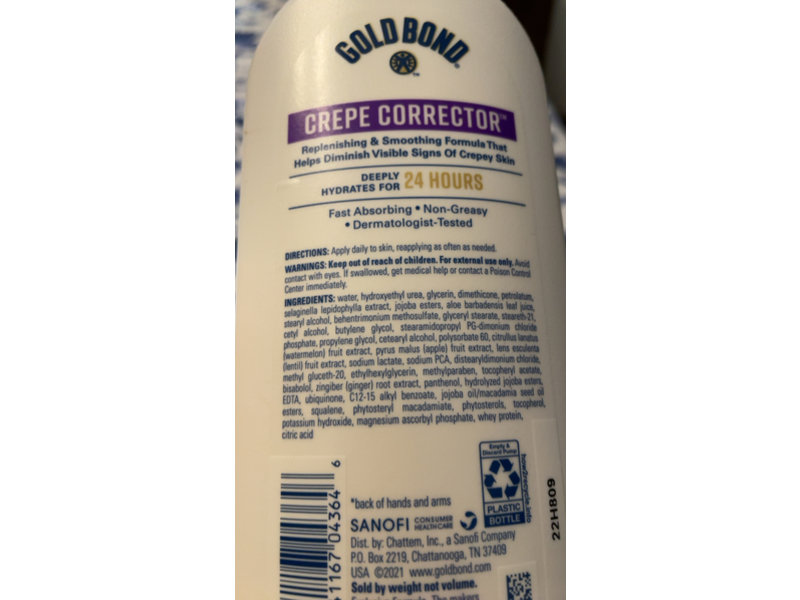 GOLD BOND®
CREPE CORRECTOR™
Replenishing & Smoothing Formula That
Helps Diminish Visible Signs Of Crepey Skin
DEEPLY
HYDRATES FOR 24 HOURS
Fast Absorbing • Non-Greasy
• Dermatologist-Tested
DIRECTIONS: Apply daily to skin, reapplying as often as needed.
WARNINGS: Keep out of reach of children. For external use only. Avoid
contact with eyes. If swallowed, get medical help or contact a Poison Control
Center immediately.
INGREDIENTS: water, hydroxyethyl urea, glycerin, dimethicone, petrolatum,
selaginella lepidophylla extract, jojoba esters, aloe barbadensis leaf juice,
stearyl alcohol, behentrimonium methosulfate, glyceryl stearate, steareth-21,
cetyl alcohol, butylene glycol, stearamidopropyl PG-dimonium chloride
phosphate, propylene glycol, cetearyl alcohol, polysorbate 60, citrullus lanatus
(watermelon) fruit extract, pyrus malus (apple) fruit extract, lens esculenta
(lentil) fruit extract, sodium lactate, sodium PCA, distearyldimonium chloride,
methyl gluceth-20, ethylhexylglycerin, methylparaben, tocopheryl acetate,
bisabolol, zingiber (ginger) root extract, panthenol, hydrolyzed jojoba esters,
EDTA, ubiquinone, C12-15 alkyl benzoate, jojoba oil/macadamia seed oil
esters, squalene, phytosteryl macadamiate, phytosterols, tocopherol,
potassium hydroxide, magnesium ascorbyl phosphate, whey protein,
citric acid
Empty &
Discard Pump
PLASTIC
BOTTLE
how2recycle.info
22H809
41167 04364 6
*back of hands and arms
SANOFI CONSUMER
HEALTHCARE
Dist. by: Chattem, Inc., a Sanofi Company
P.O. Box 2219, Chattanooga, TN 37409
USA ©2021 www.goldbond.com
Sold by weight not volume.
Exclusive Formula. The makers